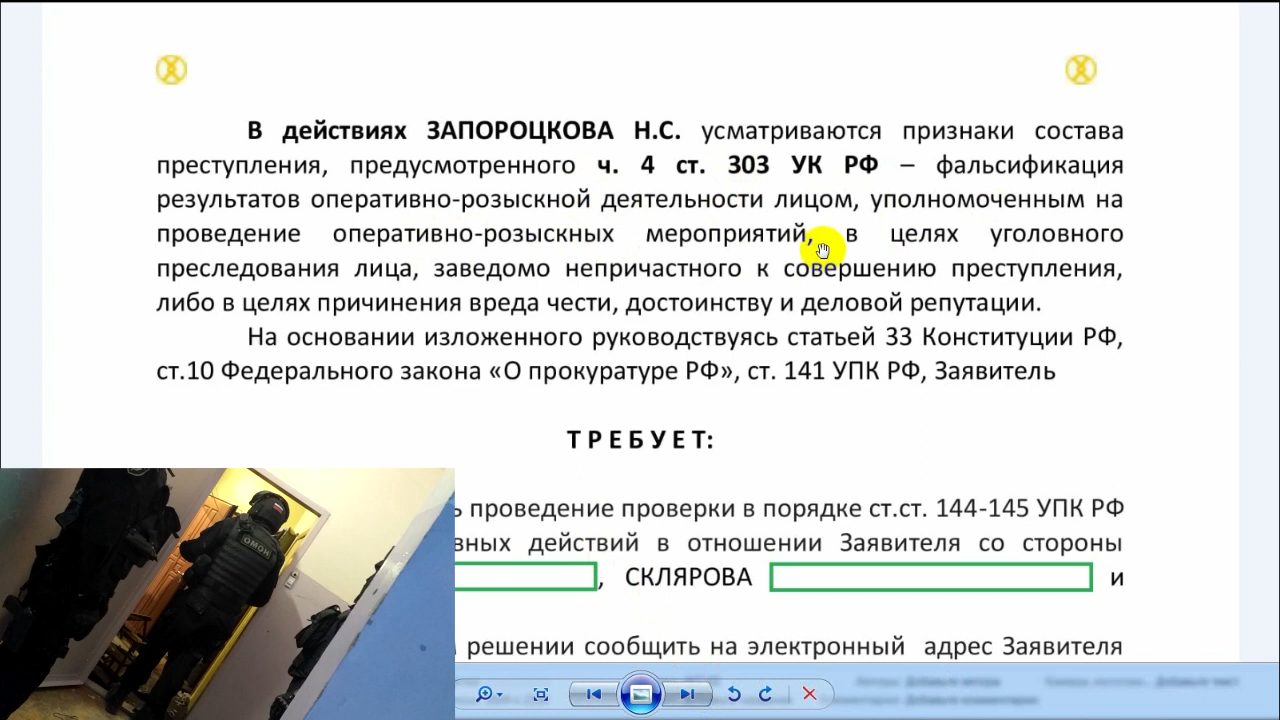 В действиях ЗАПОРОЦКОВА Н.С. усматриваются признаки состава
преступления, предусмотренного ч. 4 ст. 303 УК РФ – фальсификация
результатов оперативно-розыскной деятельности лицом, уполномоченным на
проведение оперативно-розыскных мероприятий, в целях уголовного
преследования лица, заведомо непричастного к совершению преступления,
либо в целях причинения вреда чести, достоинству и деловой репутации.
На основании изложенного руководствуясь статьей 33 Конституции РФ,
ст.10 Федерального закона «О прокуратуре РФ», ст. 141 УПК РФ, Заявитель
Т Р Е Б У Е Т:
проведение проверки в порядке ст.ст. 144-145 УПК РФ
действий в отношении Заявителя со стороны
, СКЛЯРОВА и
решении сообщить на электронный адрес Заявителя
ОМОН